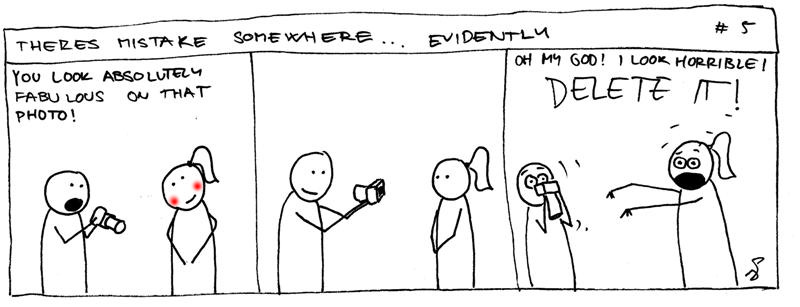 THERES MISTAKE SOMEWHERE... EVIDENTLY # 5
YOU LOOK ABSOLUTELY
FABULOUS ON THAT
PHOTO!
OH MY GOD! I LOOK HORRIBLE!
DELETE IT!